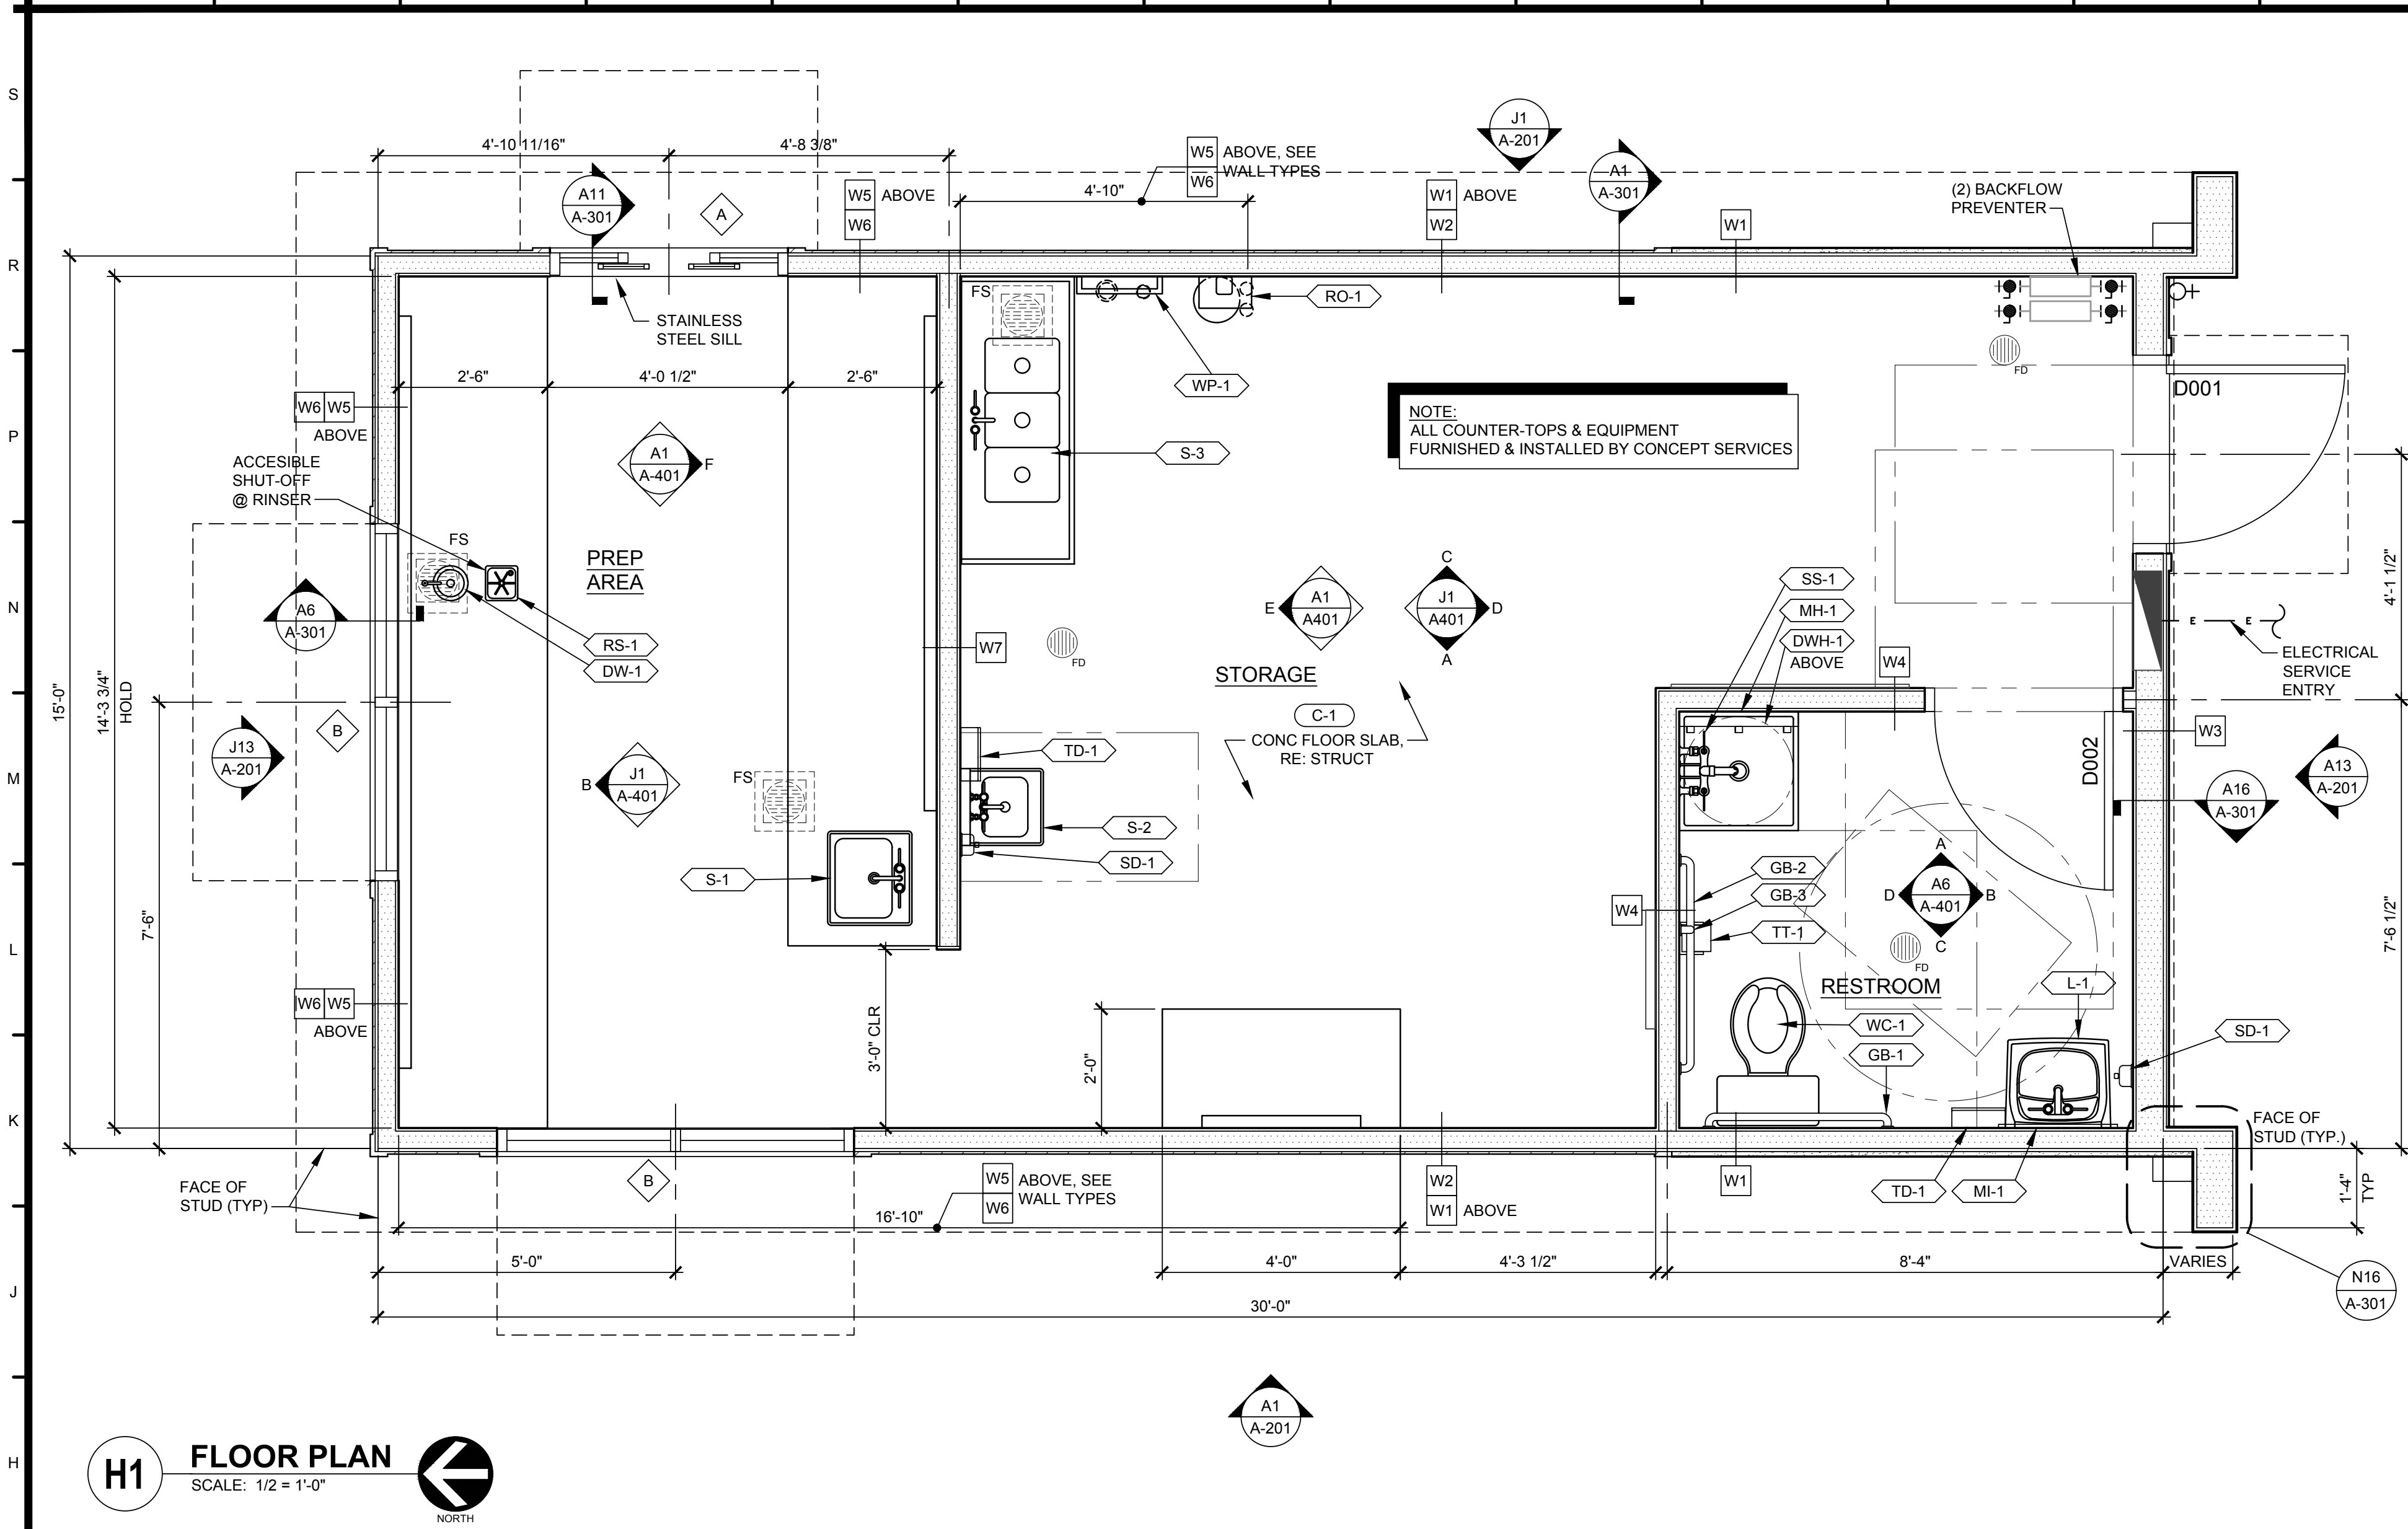 S
R
P
N
M
L
K
J
H
4'-10 11/16"
4'-8 3/8"
A11
A-301
A
W5 ABOVE
W6
W5 ABOVE, SEE
W6 WALL TYPES
4'-10"
J1
A-201
A1
A-301
W1 ABOVE
W2
W1
(2) BACKFLOW
PREVENTER
STAINLESS
STEEL SILL
FS
RO-1
WP-1
2'-6"
4'-0 1/2"
2'-6"
W6 W5
ABOVE
ACCESIBLE
SHUT-OFF
@ RINSER
A1
A-401
F
S-3
NOTE:
ALL COUNTER-TOPS & EQUIPMENT
FURNISHED & INSTALLED BY CONCEPT SERVICES
FD
D001
FS
PREP
AREA
A6
A-301
RS-1
DW-1
W7
FD
E
A1
A401
C
J1
A401
D
A
STORAGE
C-1
CONC FLOOR SLAB,
RE: STRUCT
SS-1
MH-1
DWH-1
ABOVE
W4
E E
ELECTRICAL
SERVICE
ENTRY
4'-1 1/2"
15'-0"
14'-3 3/4"
HOLD
7'-6"
J13
A-201
B
B
J1
A-401
FS
TD-1
S-2
SD-1
S-1
D002
W3
A13
A-201
A16
A-301
GB-2
GB-3
TT-1
W4
A
D
A6
A-401
B
C
FD
RESTROOM
L-1
WC-1
GB-1
SD-1
7'-6 1/2"
W6 W5
ABOVE
3'-0" CLR
2'-0"
FACE OF
STUD (TYP.)
FACE OF
STUD (TYP)
B
W5 ABOVE, SEE
W6 WALL TYPES
16'-10"
W2
W1 ABOVE
W1
TD-1
MI-1
1'-4"
TYP
5'-0"
4'-0"
4'-3 1/2"
8'-4"
VARIES
30'-0"
N16
A-301
A1
A-201
H1
FLOOR PLAN
SCALE: 1/2 = 1'-0"
NORTH